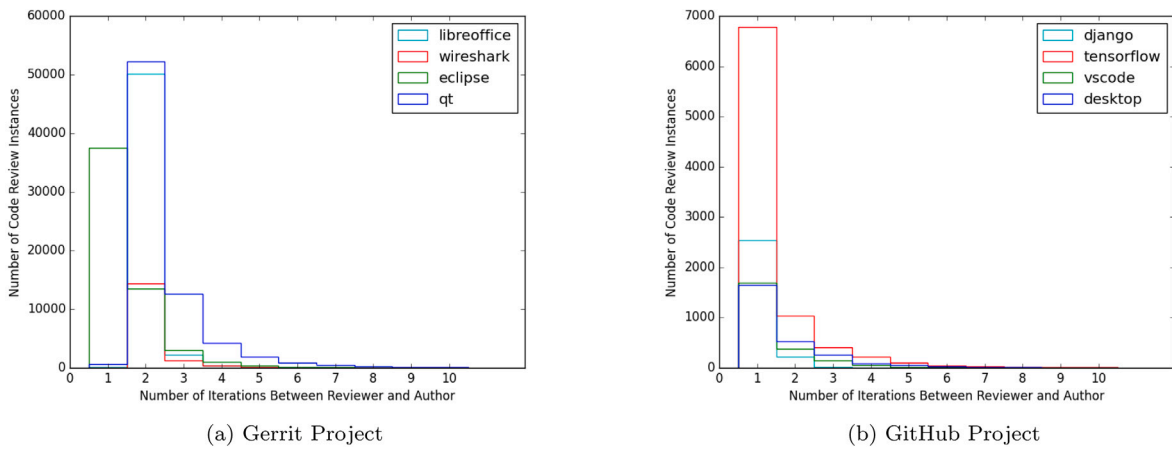 60000
50000
40000
30000
20000
10000
0
Number of Code Review Instances
libreoffice
wireshark
eclipse
qt
0 1 2 3 4 5 6 7 8 9 10
Number of Iterations Between Reviewer and Author
(a) Gerrit Project
7000
6000
5000
4000
3000
2000
1000
0
Number of Code Review Instances
django
tensorflow
vscode
desktop
0 1 2 3 4 5 6 7 8 9 10
Number of Iterations Between Reviewer and Author
(b) GitHub Project